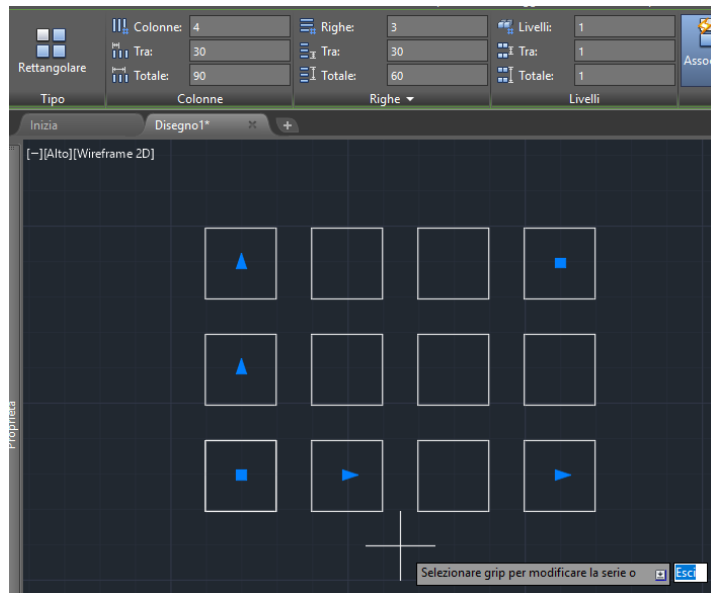 Colonne: 4 Righe: 3 Livelli: 1
Tra: 30 Tra: 30 Tra: 1
Rettangolare
Totale: 90 Totale: 60 Totale: 1
Tipo Colonne Righe Livelli
Inizia Disegno1*
[−][Alto][Wireframe 2D]
Proprietà
Selezionare grip per modificare la serie o Esci